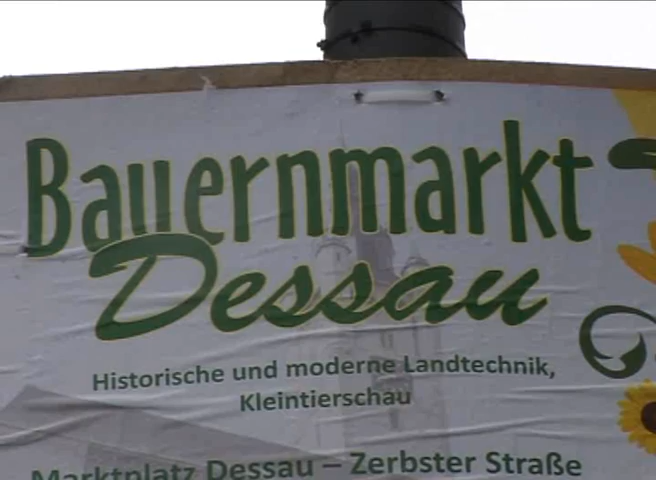 Bauernmarkt
Dessau
Historische und moderne Landtechnik,
Kleintierschau
Marktplatz Dessau – Zerbster Straße